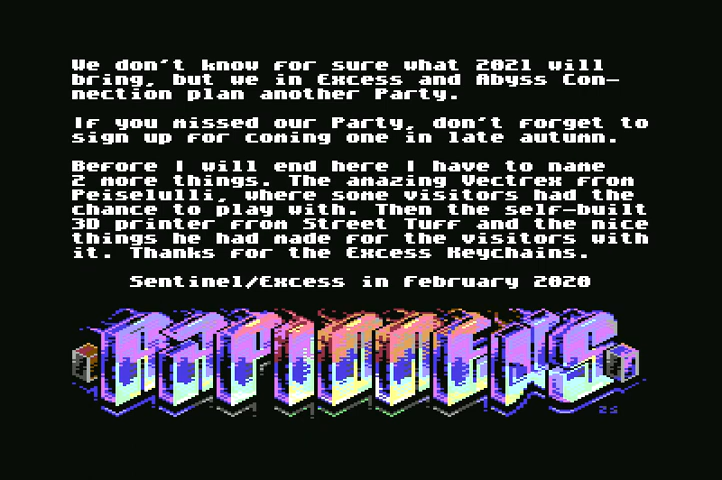 We don't know for sure what 2021 will
bring, but we in Excess and Abyss Con-
nection plan another Party.
If you missed our Party, don't forget to
sign up for coming one in late autumn.
Before I will end here I have to name
2 more things. The amazing Vectrex from
Peiselulli, where some visitors had the
chance to play with. Then the self-built
3D printer from Street Tuff and the nice
things he had made for the visitors with
it. Thanks for the Excess Keychains.
Sentinel/Excess in February 2020